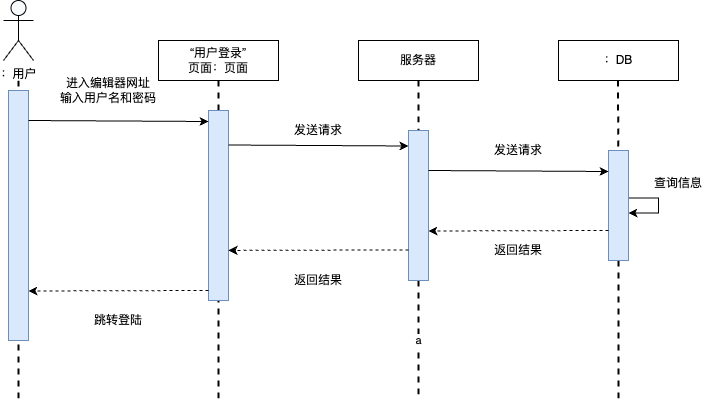 “用户登录”
页面：页面
服务器
：DB
：用户
进入编辑器网址
输入用户名和密码
发送请求
发送请求
查询信息
返回结果
返回结果
跳转登陆
a